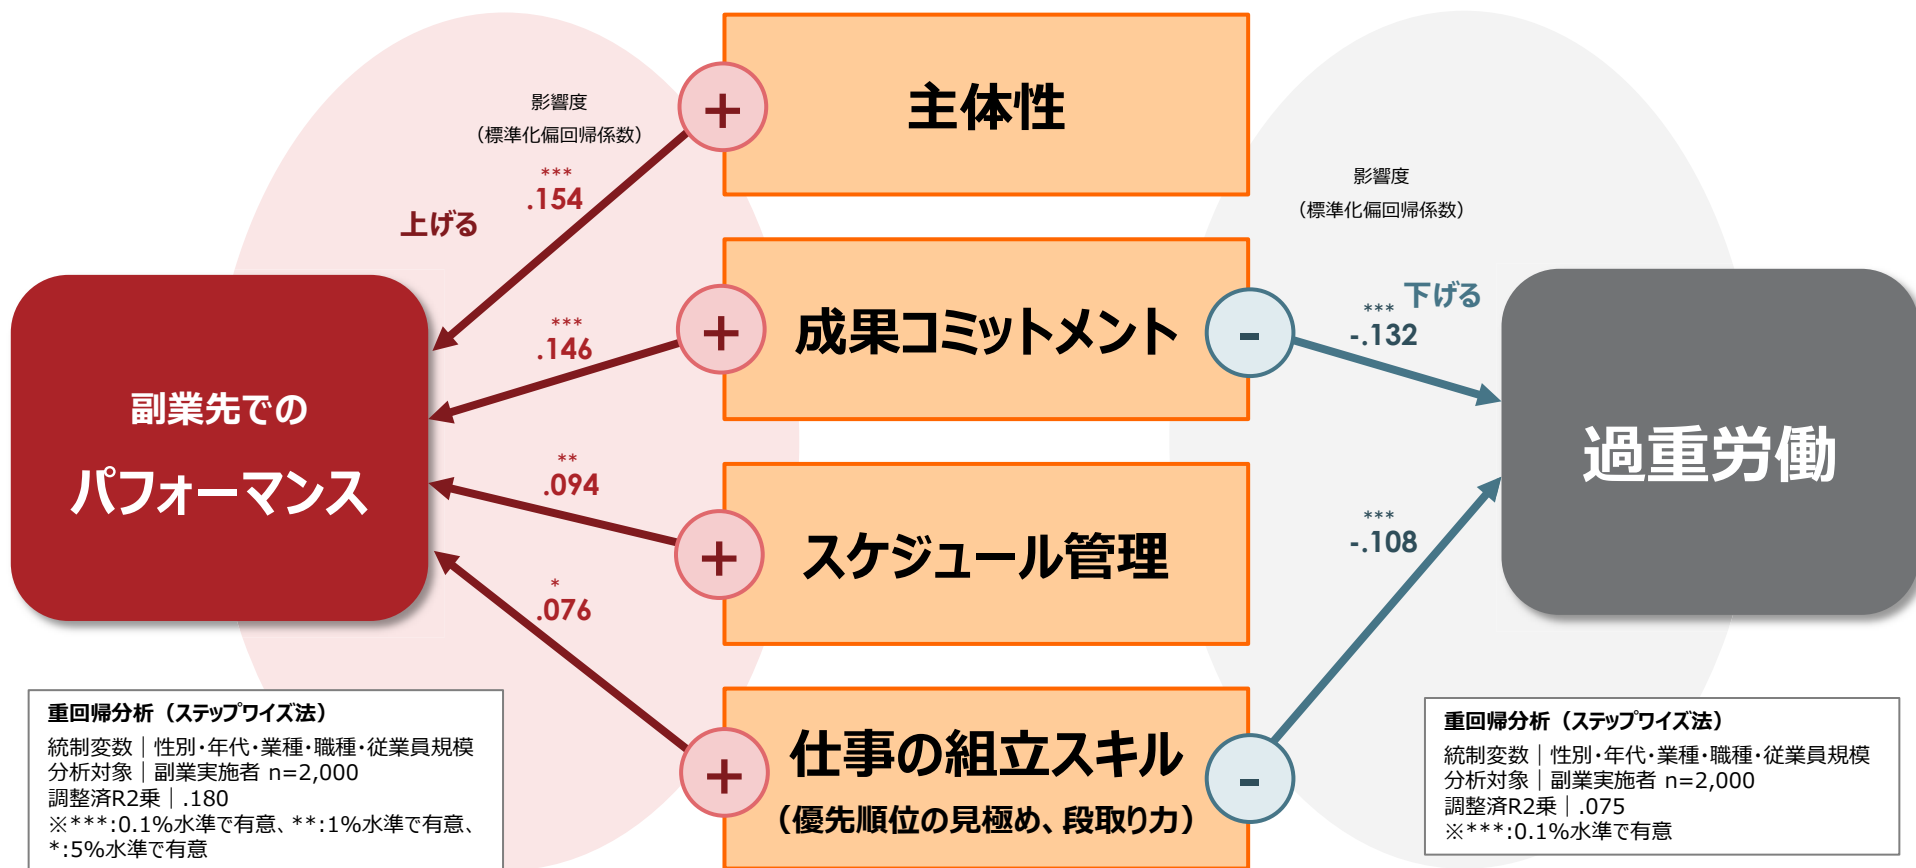 影響度
（標準化偏回帰係数）
上げる
***
.154
***
.146
**
.094
*
.076
副業先での
パフォーマンス
+
主体性
+
成果コミットメント
-
+
スケジュール管理
+
仕事の組立スキル
（優先順位の見極め、段取り力）
-
影響度
（標準化偏回帰係数）
下げる
***
-.132
***
-.108
過重労働
重回帰分析（ステップワイズ法）
統制変数｜性別・年代・業種・職種・従業員規模
分析対象｜副業実施者 n=2,000
調整済R2乗｜.180
※***:0.1%水準で有意、**:1%水準で有意、
*:5%水準で有意
重回帰分析（ステップワイズ法）
統制変数｜性別・年代・業種・職種・従業員規模
分析対象｜副業実施者 n=2,000
調整済R2乗｜.075
※***:0.1%水準で有意